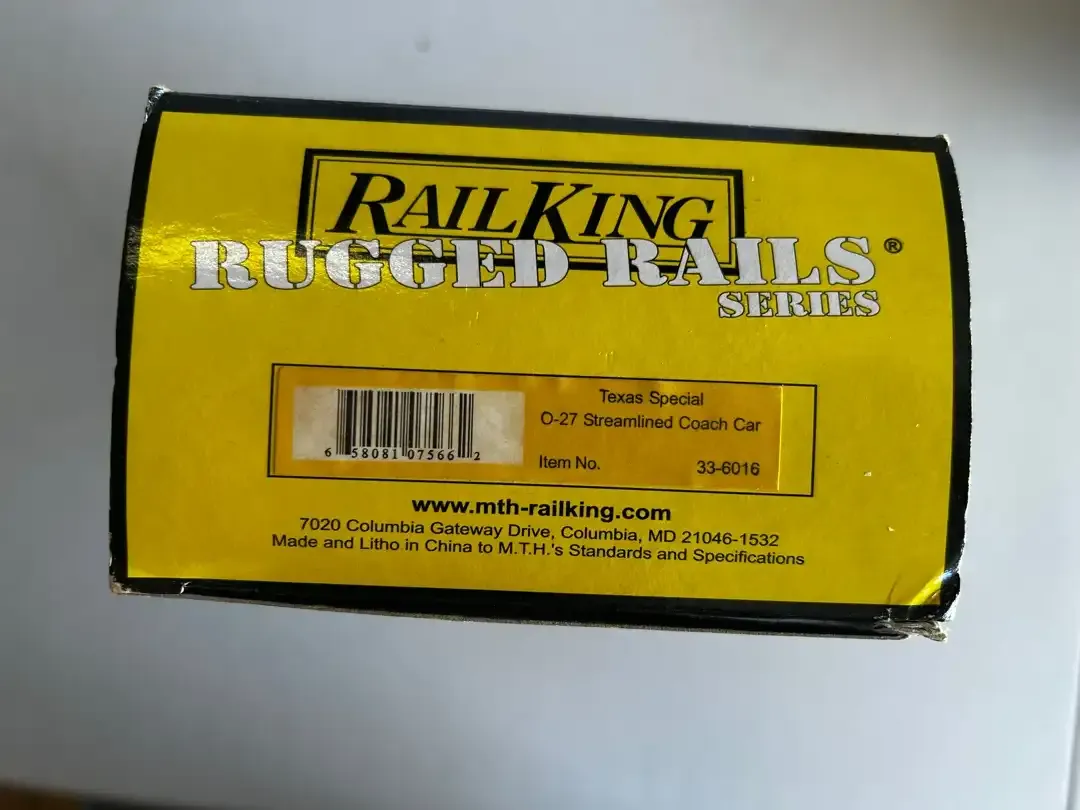 RAILKING
RUGGED RAILS®
SERIES
Texas Special
O-27 Streamlined Coach Car
Item No. 33-6016
6 58081 07566 2
www.mth-railking.com
7020 Columbia Gateway Drive, Columbia, MD 21046-1532
Made and Litho in China to M.T.H.'s Standards and Specifications